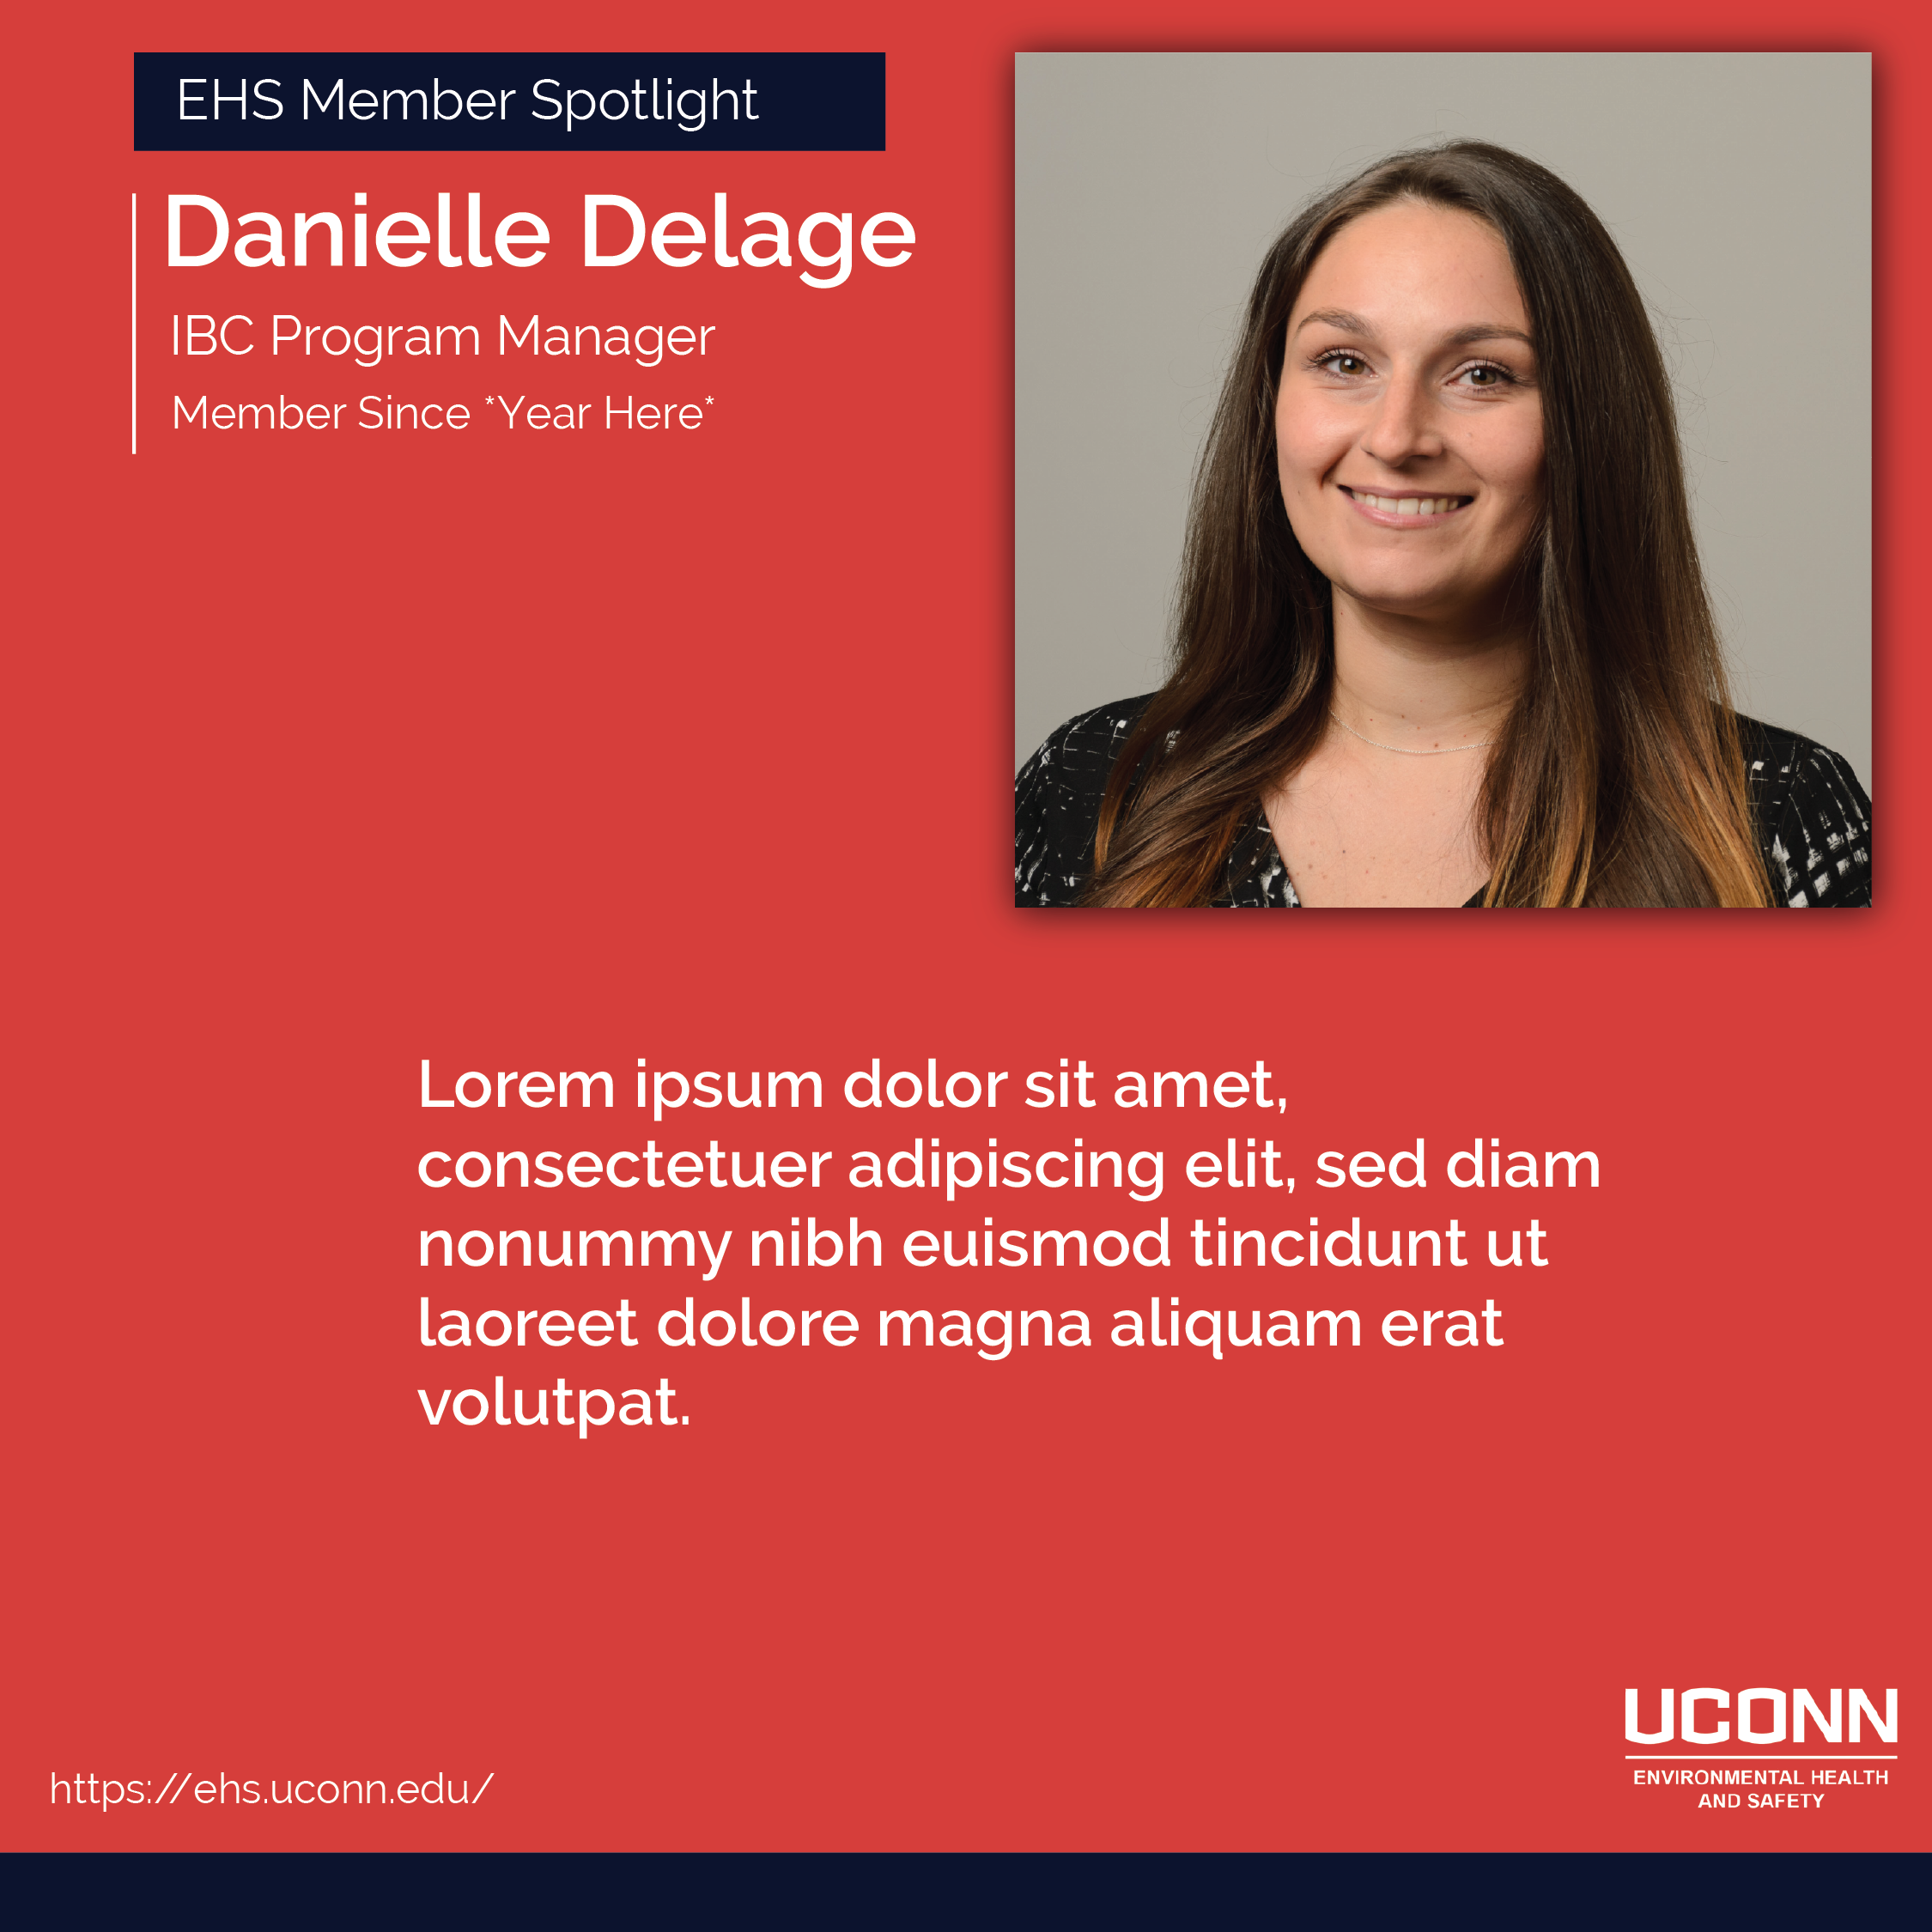 EHS Member Spotlight
Danielle Delage
IBC Program Manager
Member Since *Year Here*
Lorem ipsum dolor sit amet,
consectetuer adipiscing elit, sed diam
nonummy nibh euismod tincidunt ut
laoreet dolore magna aliquam erat
volutpat.
https://ehs.uconn.edu/
UCONN
ENVIRONMENTAL HEALTH
AND SAFETY